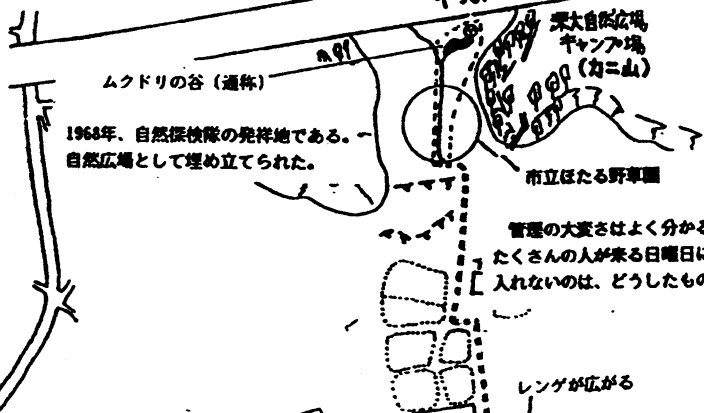 深大自然広場
キャンプ場
（カニ山）
ムクドリの谷（通称）
1968年、自然探検隊の発祥地である。
自然広場として埋め立てられた。
市立ほたる野草園
管理の大変さはよく分かる
たくさんの人が来る日曜日に
入れないのは、どうしたもの
レンゲが広がる